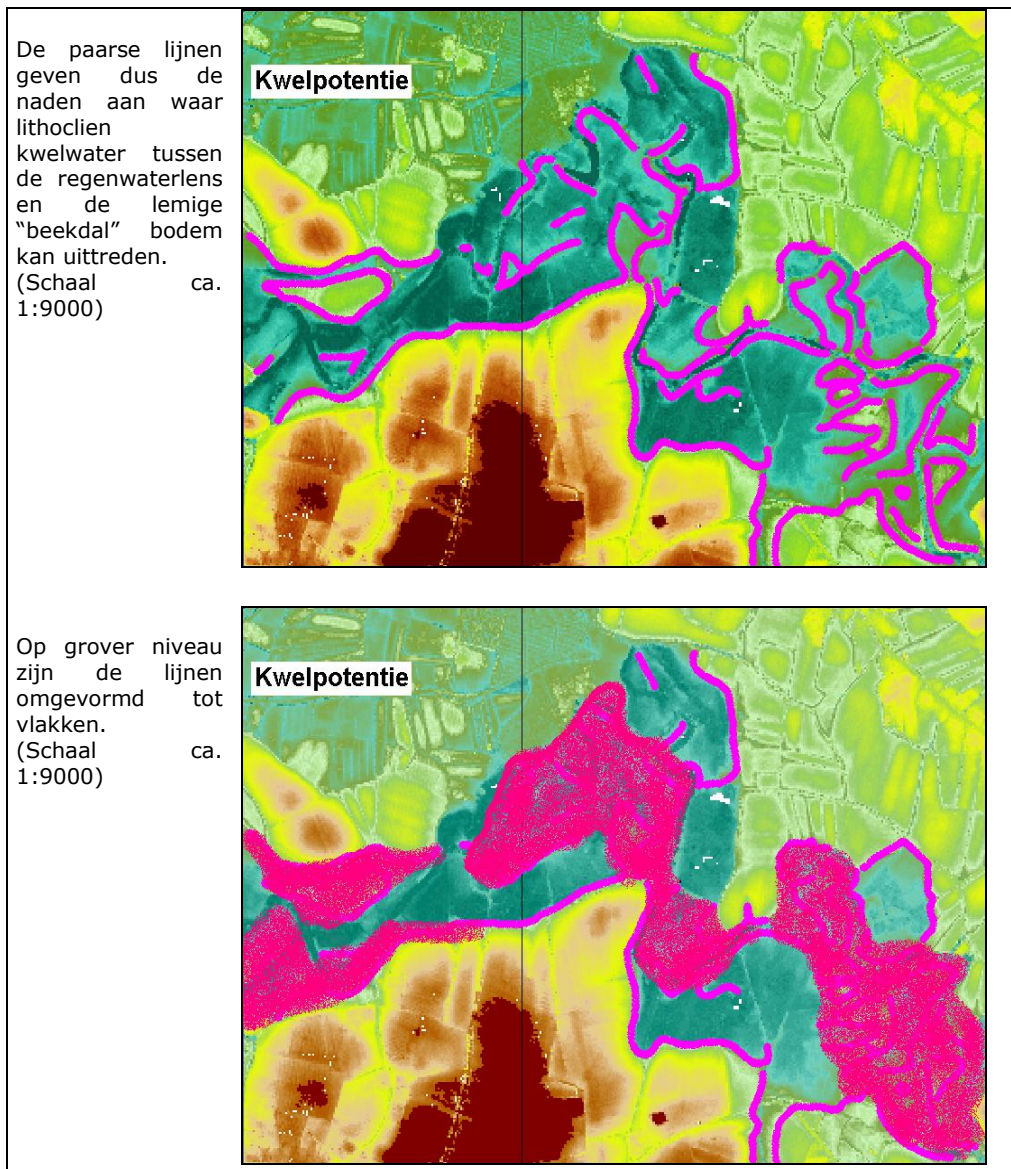 De paarse lijnen
geven dus de
naden aan waar
lithoclien
kwelwater tussen
de regenwaterlens
en de lemige
“beekdal” bodem
kan uittreden.
(Schaal ca.
1:9000)
Kwelpotentie
Op grover niveau
zijn de lijnen
omgevormd tot
vlakken.
(Schaal ca.
1:9000)
Kwelpotentie